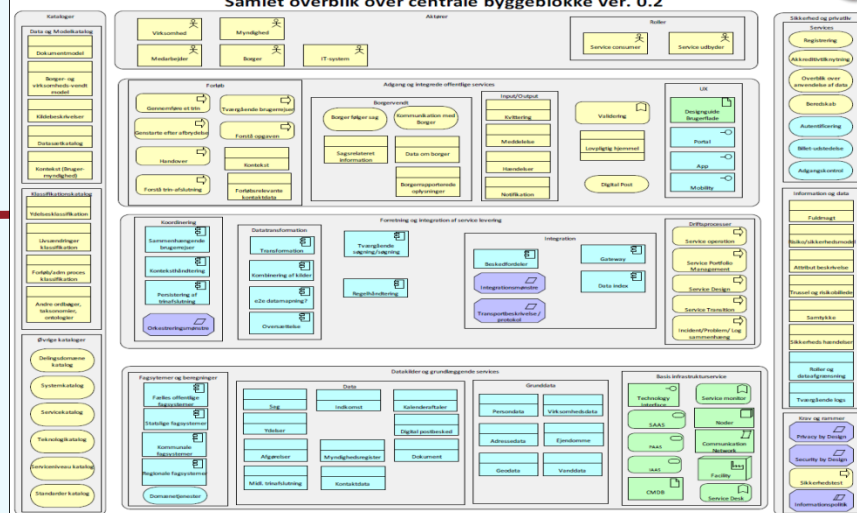 Samlet overblik over centrale byggeblokke ver. 0.2
Kataloger
Data og Modelkatalog
Dokumentmodel
Borger- og
virksomheds-vendt
model
Kildebeskrivelser
Datasætkatalog
Kontekst (Bruger-
myndighed)
Klassifikationskatalog
Ydelsesklassifikation
Livsændringer
klassifikation
Forløb/adm proces
klassifikation
Andre ordbøger,
taksonomier,
ontologier
Øvrige kataloger
Delingsdomæne
katalog
Systemkatalog
Servicekatalog
Teknologikatalog
Serviceniveau katalog
Standarder katalog
Aktører
Virksomhed
Myndighed
Medarbejder
Borger
IT-system
Roller
Service consumer
Service udbyder
Adgang og integrede offentlige services
Forløb
Gennemføre et trin
Tværgående brugerrejser
Genstarte efter afbrydelse
Forstå opgaven
Handover
Kontekst
Forstå trin-afslutning
Forløbsrelevante
kontaktdata
Borgervendt
Borger følger sag
Kommunikation med
Borger
Sagsrelateret
information
Data om borger
Borgerrapporterede
oplysninger
Input/Output
Kvittering
Meddelelse
Hændelser
Notifikation
Validering
Lovpligtig hjemmel
Digital Post
UX
Designguide
Brugerflade
Portal
App
Mobility
Forretning og integration af service levering
Koordinering
Sammenhængende
brugerrejser
Kontekathåndtering
Persistering af
trinafslutning
Orkestreringsmønstre
Datatransformation
Transformation
Kombinering af kilder
e2e datamapning?
Oversættelse
Tværgående
søgning/søgning
Regelhåndtering
Integration
Beskedfordeler
Integrationsmønstre
Transportbeskrivelse /
protokol
Gateway
Data index
Driftsprocesser
Service operation
Service Portfolio
Management
Service Design
Service Transition
Incident/Problem/ Log
sammenhæng
Datakilder og grundlæggende services
Fagsystemer og beregninger
Fælles offentlige
fagsystemer
Statslige fagsystemer
Kommunale
fagsystemer
Regionale fagsystemer
Domænetjenester
Data
Sag
Indkomst
Kalenderaftaler
Ydelser
Digital postbesked
Afgørelser
Myndighedsregister
Dokument
Midl. trinafslutning
Kontaktdata
Grunddata
Persondata
Virksomhedsdata
Adressedata
Ejendomme
Geodata
Vanddata
Basis infrastrukturservice
Technology
Interface
Service monitor
SAAS
Noder
PAAS
Communication
Network
IAAS
Facility
CMDB
Service Desk
Sikkerhed og privatliv
Services
Registrering
Akkreditivtilknytning
Overblik over
anvendelse af data
Beredskab
Autentificering
Billet-udstedelse
Adgangskontrol
Information og data
Fuldmagt
Risiko/sikkerhedsmodel
Attribut beskrivelse
Trussel og risikobillede
Samtykke
Sikkerheds hændelser
Roller og
dataafgrænsning
Tværgående logs
Krav og rammer
Privacy by Design
Security by Design
Sikkerhedstest
Informationspolitik